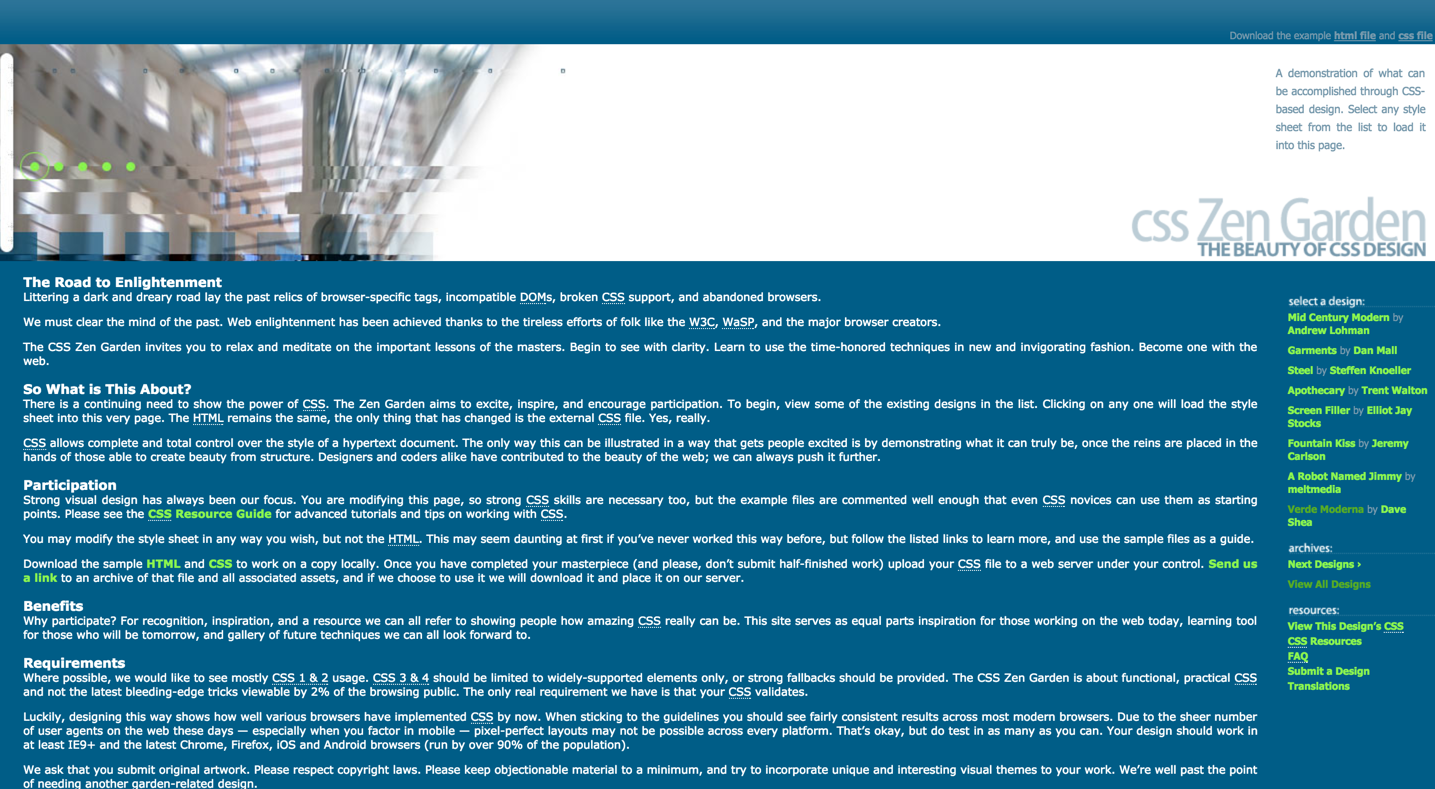 Download the example html file and css file
A demonstration of what can
be accomplished through CSS-
based design. Select any style
sheet from the list to load it
into this page.
css Zen Garden
THE BEAUTY OF CSS DESIGN
The Road to Enlightenment
Littering a dark and dreary road lay the past relics of browser-specific tags, incompatible DOMs, broken CSS support, and abandoned browsers.
We must clear the mind of the past. Web enlightenment has been achieved thanks to the tireless efforts of folk like the W3C, WaSP, and the major browser creators.
The CSS Zen Garden invites you to relax and meditate on the important lessons of the masters. Begin to see with clarity. Learn to use the time-honored techniques in new and invigorating fashion. Become one with the
web.
So What is This About?
There is a continuing need to show the power of CSS. The Zen Garden aims to excite, inspire, and encourage participation. To begin, view some of the existing designs in the list. Clicking on any one will load the style
sheet into this very page. The HTML remains the same, the only thing that has changed is the external CSS file. Yes, really.
CSS allows complete and total control over the style of a hypertext document. The only way this can be illustrated in a way that gets people excited is by demonstrating what it can truly be, once the reins are placed in the
hands of those able to create beauty from structure. Designers and coders alike have contributed to the beauty of the web; we can always push it further.
Participation
Strong visual design has always been our focus. You are modifying this page, so strong CSS skills are necessary too, but the example files are commented well enough that even CSS novices can use them as starting
points. Please see the CSS Resource Guide for advanced tutorials and tips on working with CSS.
You may modify the style sheet in any way you wish, but not the HTML. This may seem daunting at first if you’ve never worked this way before, but follow the listed links to learn more, and use the sample files as a guide.
Download the sample HTML and CSS to work on a copy locally. Once you have completed your masterpiece (and please, don’t submit half-finished work) upload your CSS file to a web server under your control. Send us
a link to an archive of that file and all associated assets, and if we choose to use it we will download it and place it on our server.
Benefits
Why participate? For recognition, inspiration, and a resource we can all refer to showing people how amazing CSS really can be. This site serves as equal parts inspiration for those working on the web today, learning tool
for those who will be tomorrow, and gallery of future techniques we can all look forward to.
Requirements
Where possible, we would like to see mostly CSS 1 & 2 usage. CSS 3 & 4 should be limited to widely-supported elements only, or strong fallbacks should be provided. The CSS Zen Garden is about functional, practical CSS
and not the latest bleeding-edge tricks viewable by 2% of the browsing public. The only real requirement we have is that your CSS validates.
Luckily, designing this way shows how well various browsers have implemented CSS by now. When sticking to the guidelines you should see fairly consistent results across most modern browsers. Due to the sheer number
of user agents on the web these days — especially when you factor in mobile — pixel-perfect layouts may not be possible across every platform. That’s okay, but do test in as many as you can. Your design should work in
at least IE9+ and the latest Chrome, Firefox, iOS and Android browsers (run by over 90% of the population).
We ask that you submit original artwork. Please respect copyright laws. Please keep objectionable material to a minimum, and try to incorporate unique and interesting visual themes to your work. We’re well past the point
of needing another garden-related design.
select a design:
Mid Century Modern by
Andrew Lohman
Garments by Dan Mall
Steel by Steffen Knoeller
Apothecary by Trent Walton
Screen Filler by Elliot Jay
Stocks
Fountain Kiss by Jeremy
Carlson
A Robot Named Jimmy by
meltmedia
Verde Moderna by Dave
Shea
archives:
Next Designs ›
View All Designs
resources:
View This Design’s CSS
CSS Resources
FAQ
Submit a Design
Translations